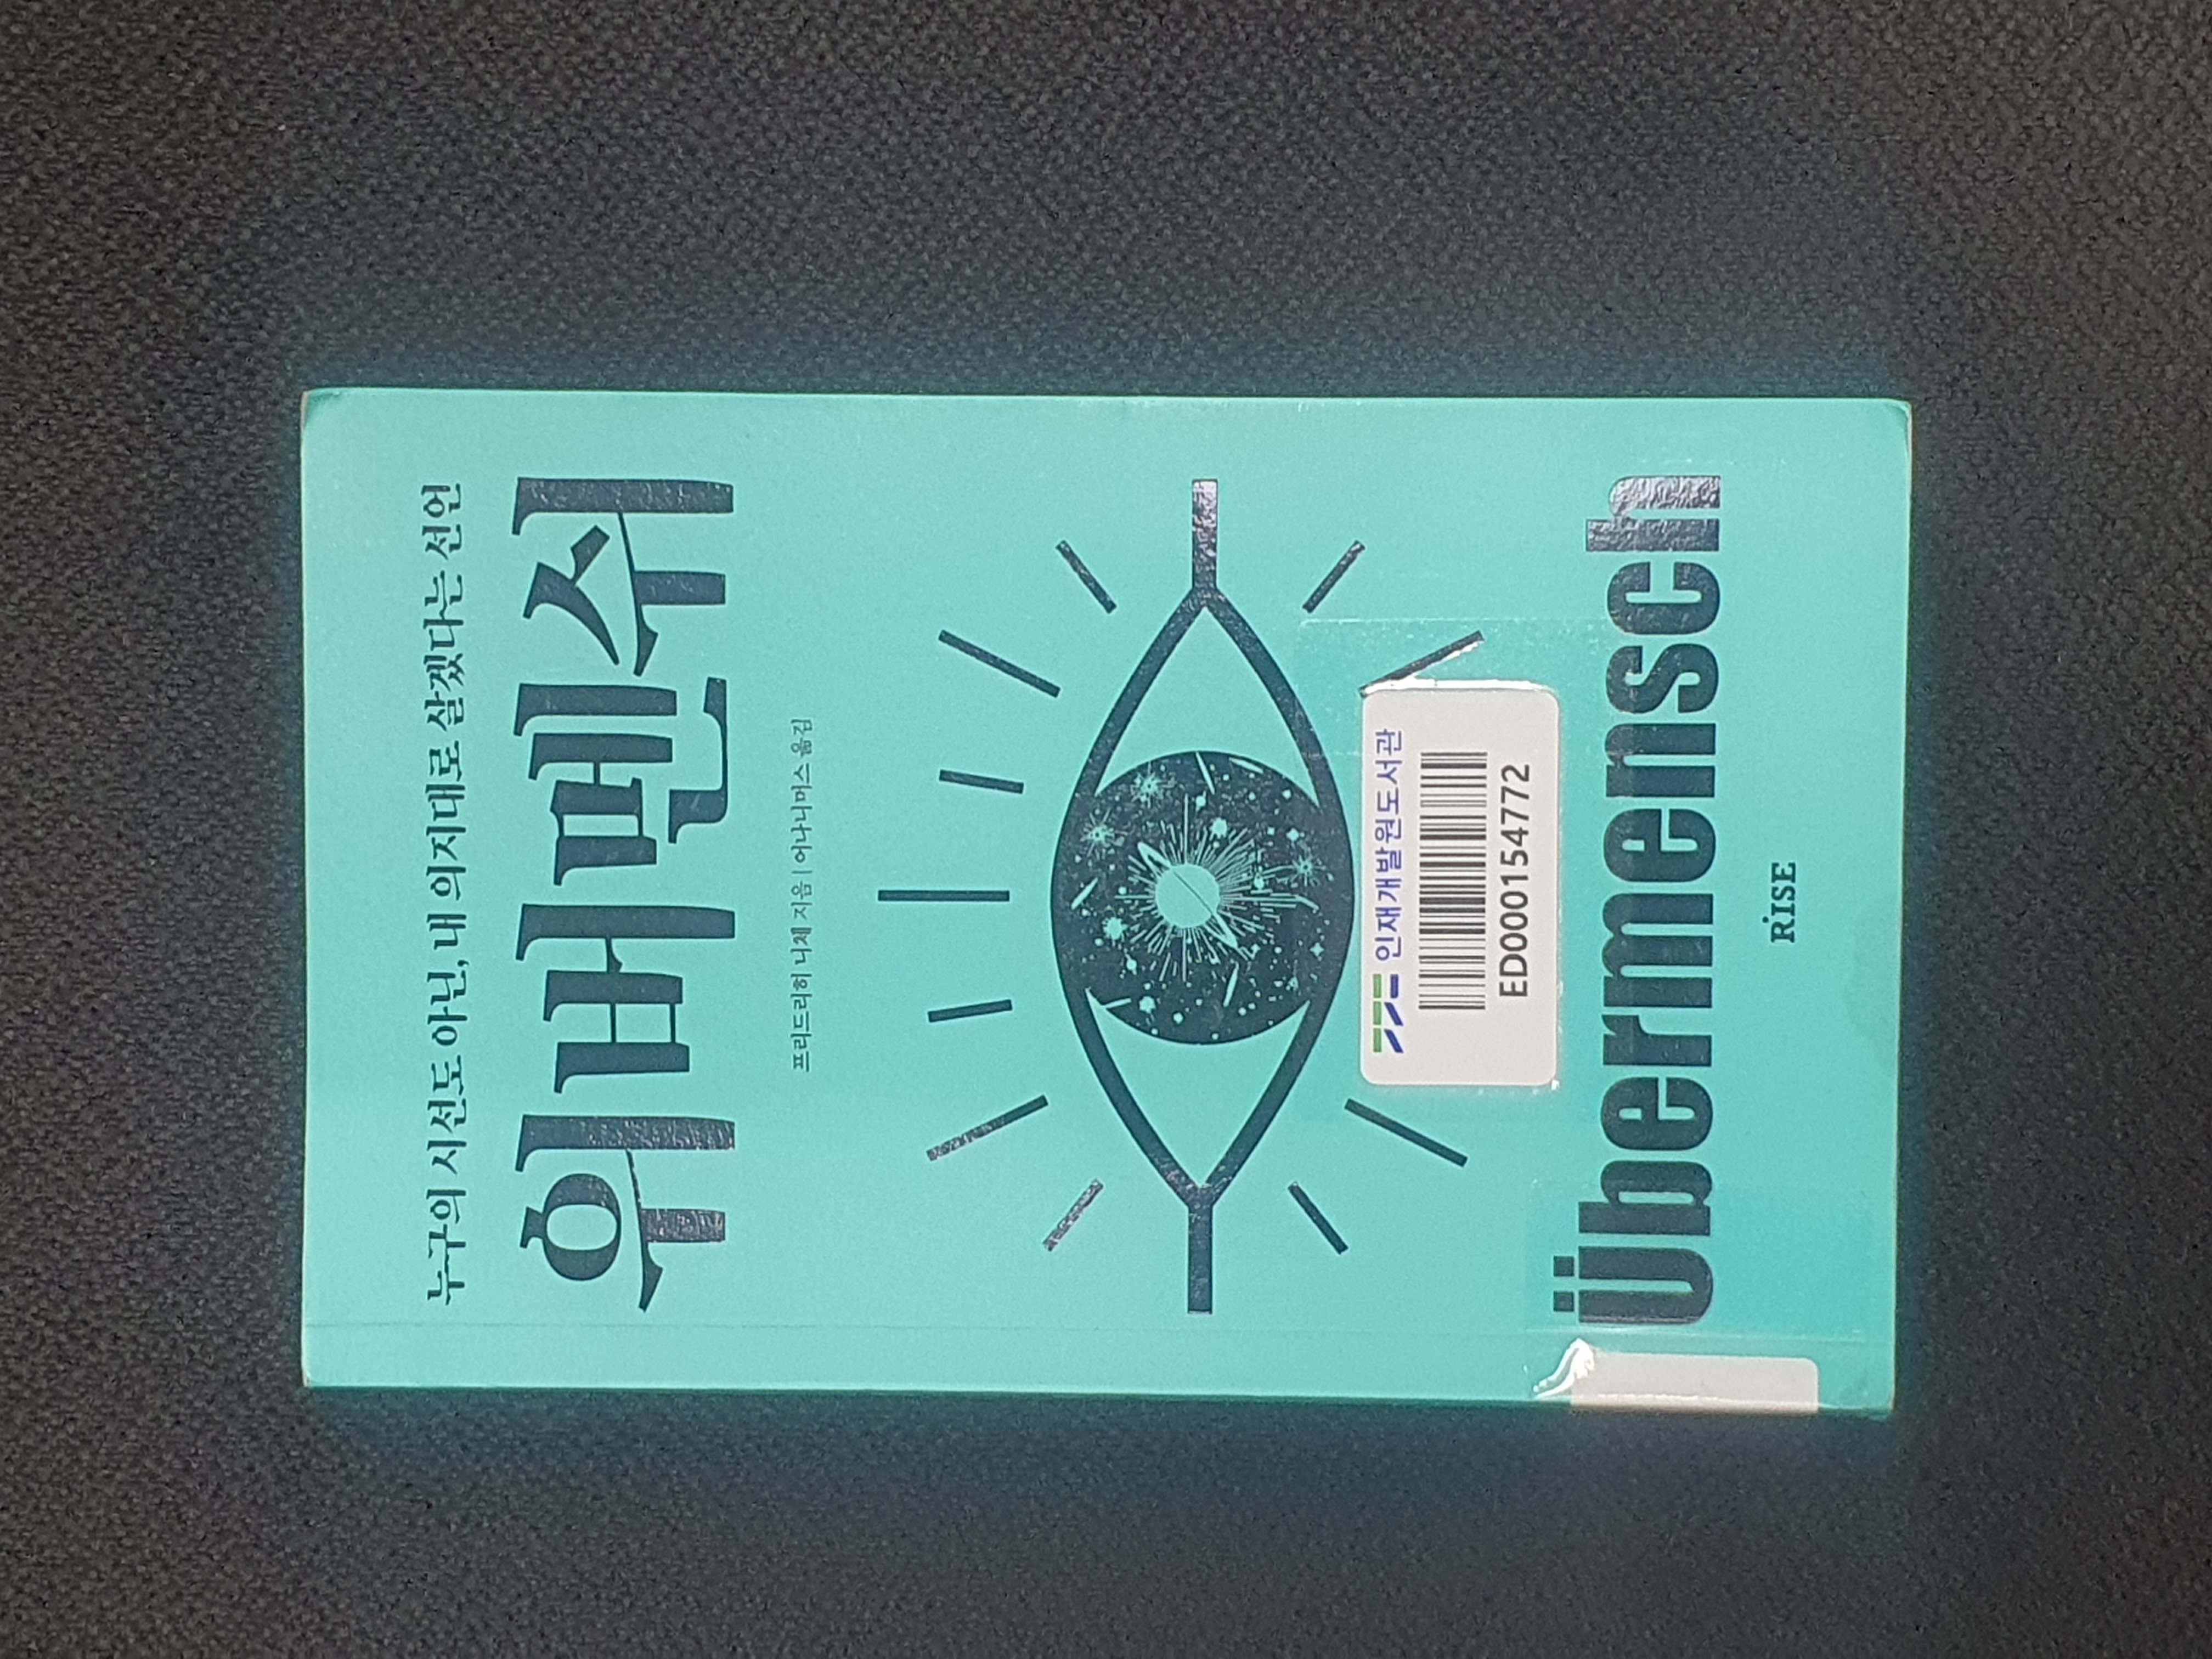 누구의 시선도 아닌, 내 의지대로 살겠다는 선언
위버멘쉬
프리드리히 니체 지음 | 어나니머스 옮김
인재개발원도서관
ED000154772
Übermensch
RISE